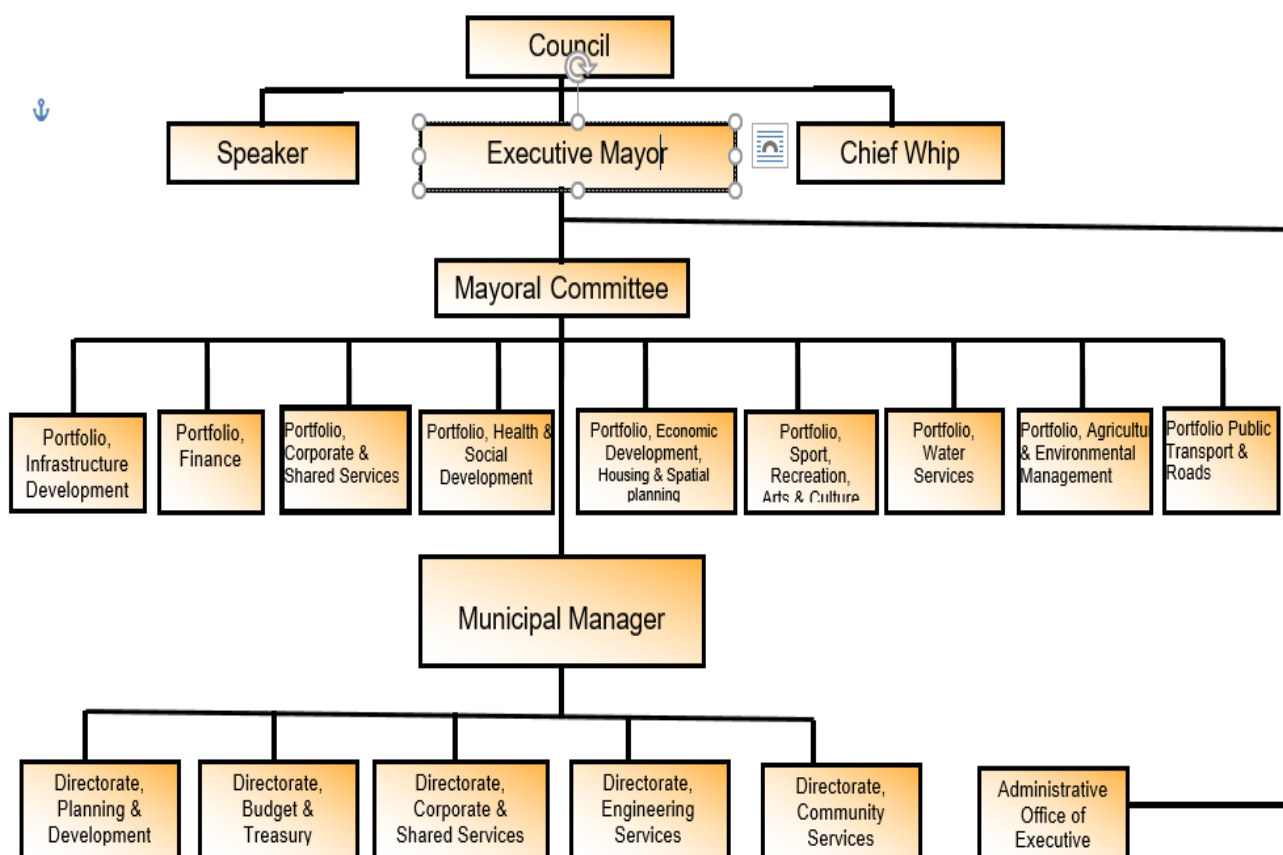 Council
Speaker
Executive Mayor
Chief Whip
Mayoral Committee
Portfolio,
Infrastructure
Development
Portfolio,
Finance
Portfolio,
Corporate &
Shared Services
Portfolio, Health &
Social
Development
Portfolio, Economic
Development,
Housing & Spatial
planning
Portfolio,
Sport,
Recreation,
Arts & Culture
Portfolio,
Water
Services
Portfolio, Agricultu
& Environmental
Management
Portfolio Public
Transport &
Roads
Municipal Manager
Directorate,
Planning &
Development
Directorate,
Budget &
Treasury
Directorate,
Corporate &
Shared Services
Directorate,
Engineering
Services
Directorate,
Community
Services
Administrative
Office of
Executive